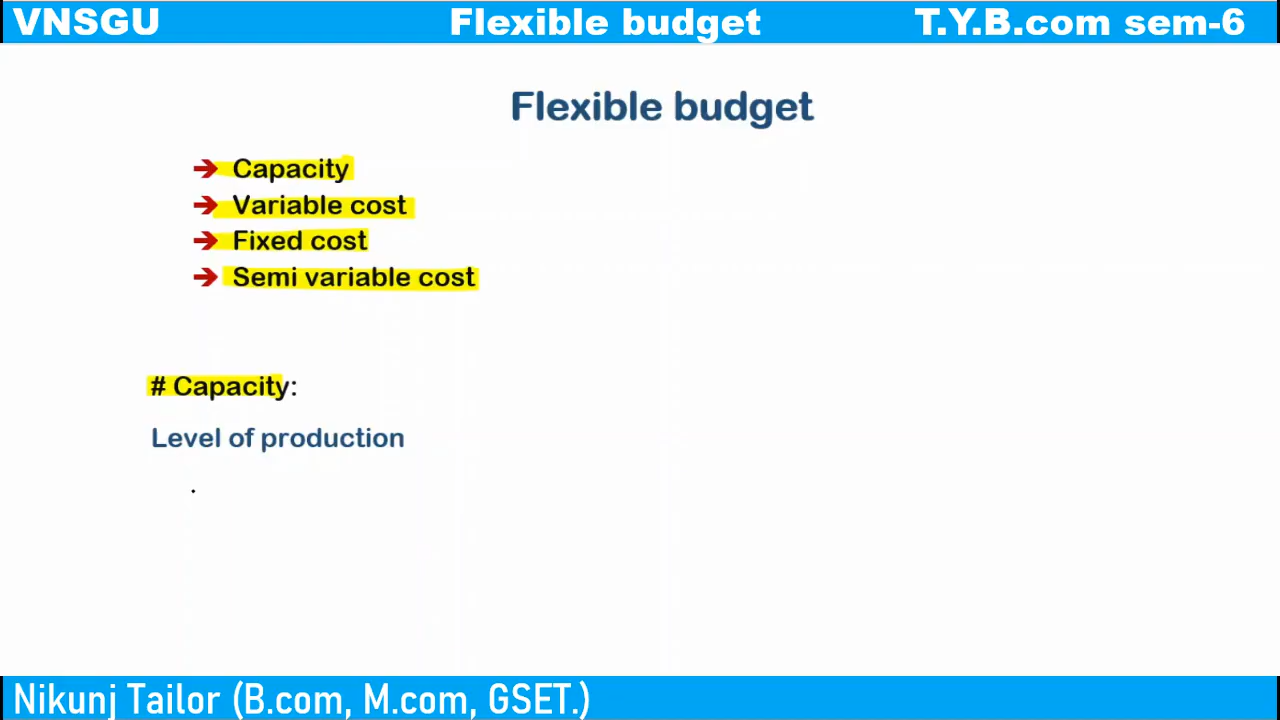 VNSGU Flexible budget T.Y.B.com sem-6
Flexible budget
➔ Capacity
➔ Variable cost
➔ Fixed cost
➔ Semi variable cost
# Capacity:
Level of production
Nikunj Tailor (B.com, M.com, GSET.)